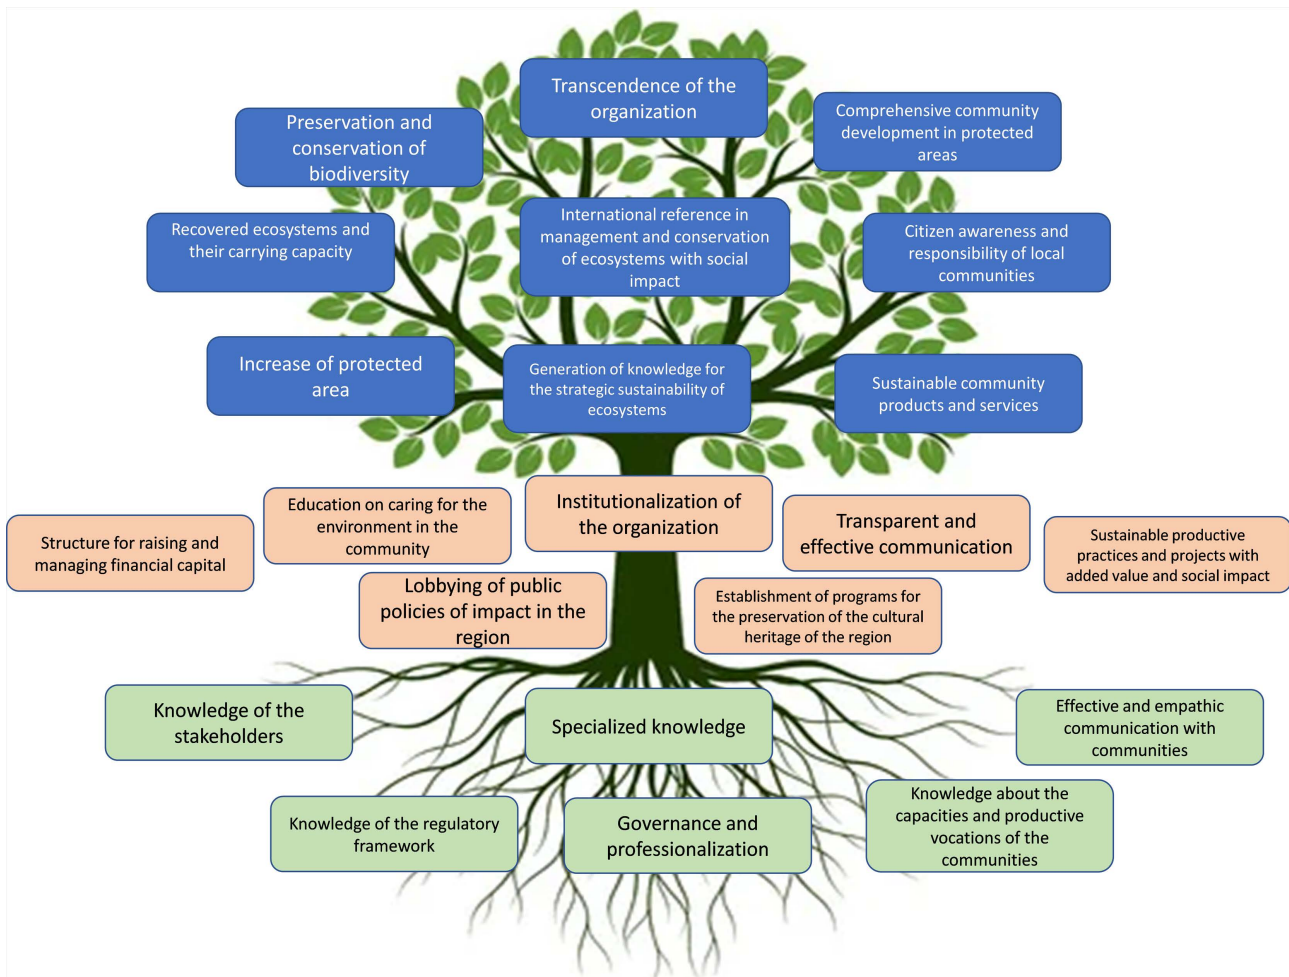 Transcendence of the
organization
Preservation and
conservation of
biodiversity
Comprehensive community
development in protected
areas
Recovered ecosystems and
their carrying capacity
International reference in
management and conservation
of ecosystems with social
impact
Citizen awareness and
responsibility of local
communities
Increase of protected
area
Generation of knowledge for
the strategic sustainability of
ecosystems
Sustainable community
products and services
Structure for raising and
managing financial capital
Education on caring for the
environment in the
community
Institutionalization of
the organization
Transparent and
effective communication
Sustainable productive
practices and projects with
added value and social impact
Lobbying of public
policies of impact in the
region
Establishment of programs for
the preservation of the cultural
heritage of the region
Knowledge of the
stakeholders
Specialized knowledge
Effective and empathic
communication with
communities
Knowledge of the regulatory
framework
Governance and
professionalization
Knowledge about the
capacities and productive
vocations of the
communities